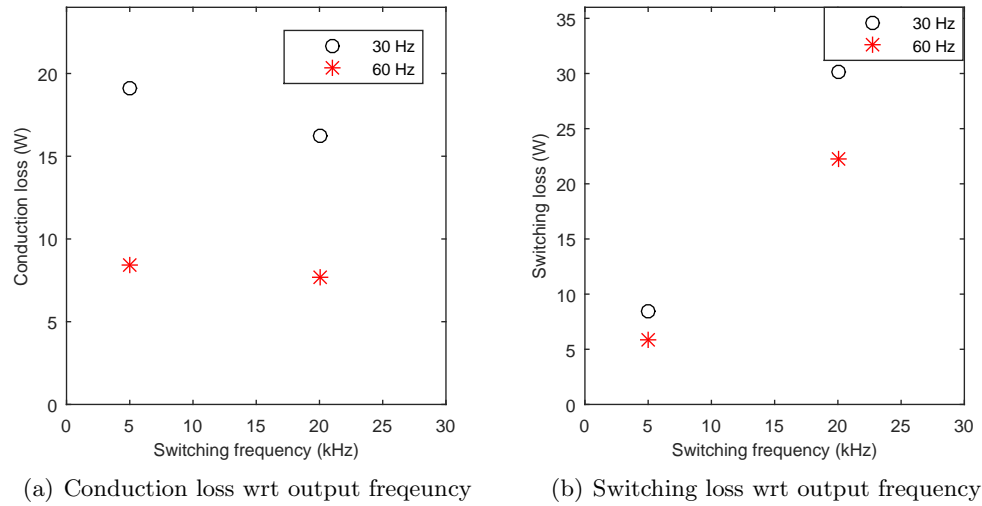 30 Hz
60 Hz
20
15
10
5
0
0 5 10 15 20 25 30
Conduction loss (W)
Switching frequency (kHz)
(a) Conduction loss wrt output freqeuncy
30 Hz
60 Hz
35
30
25
20
15
10
5
0
0 5 10 15 20 25 30
Switching loss (W)
Switching frequency (kHz)
(b) Switching loss wrt output frequency